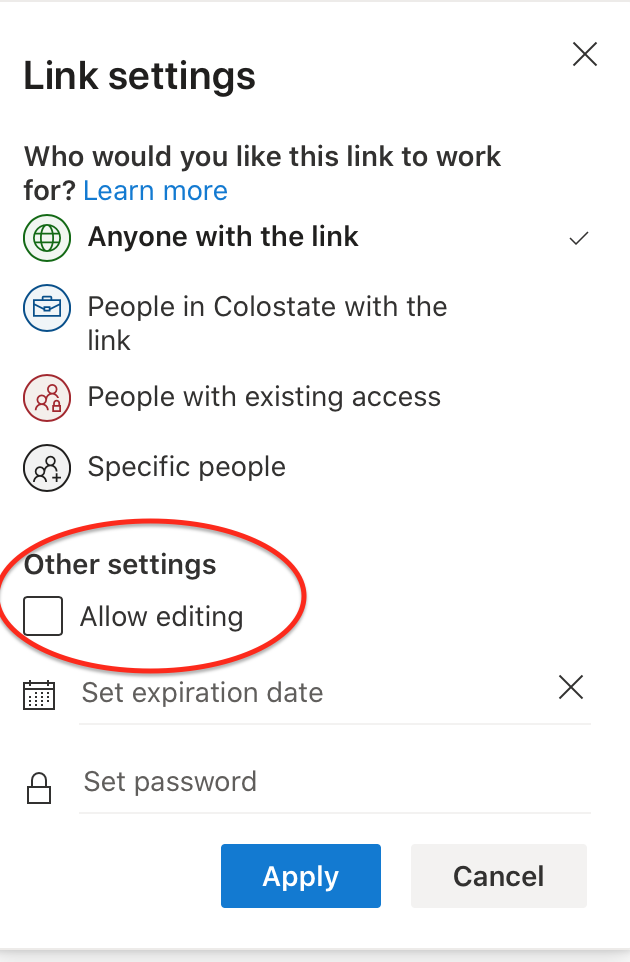 Link settings
Who would you like this link to work
for? Learn more
Anyone with the link
People in Colostate with the
link
People with existing access
Specific people
Other settings
Allow editing
Set expiration date
Set password
Apply
Cancel